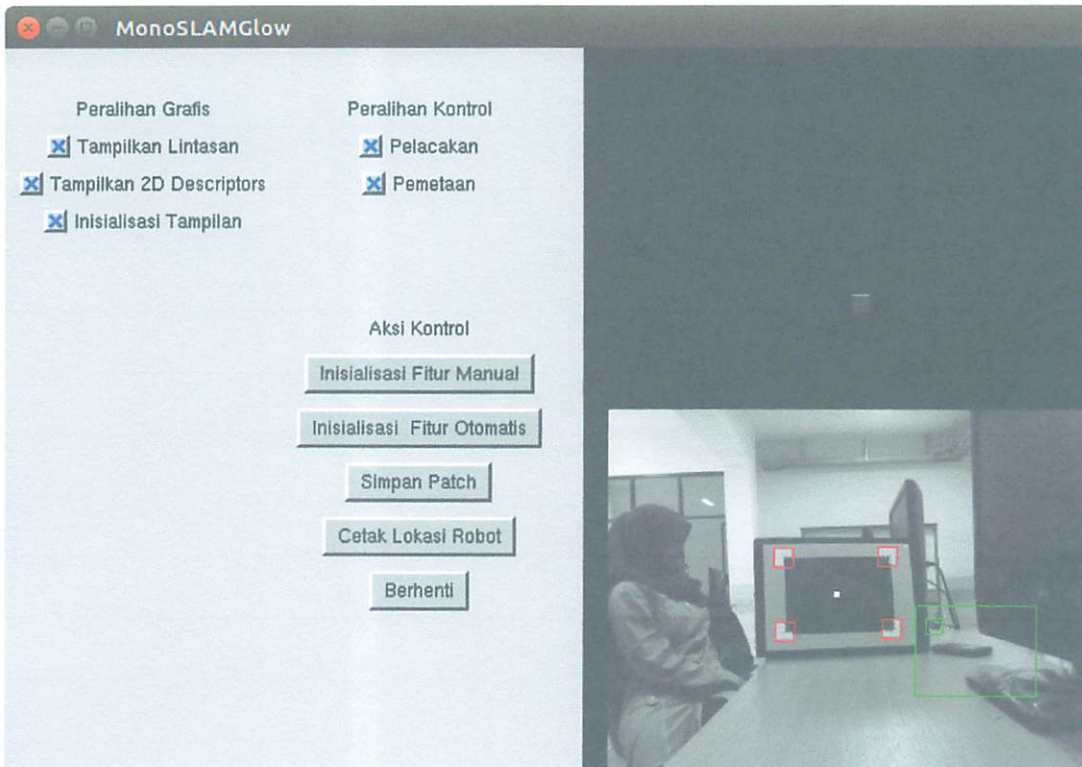 MonoSLAMGlow
Peralihan Grafis
Tampilkan Lintasan
Tampilkan 2D Descriptors
Inisialisasi Tampilan
Peralihan Kontrol
Pelacakan
Pemetaan
Aksi Kontrol
Inisialisasi Fitur Manual
Inisialisasi Fitur Otomatis
Simpan Patch
Cetak Lokasi Robot
Berhenti